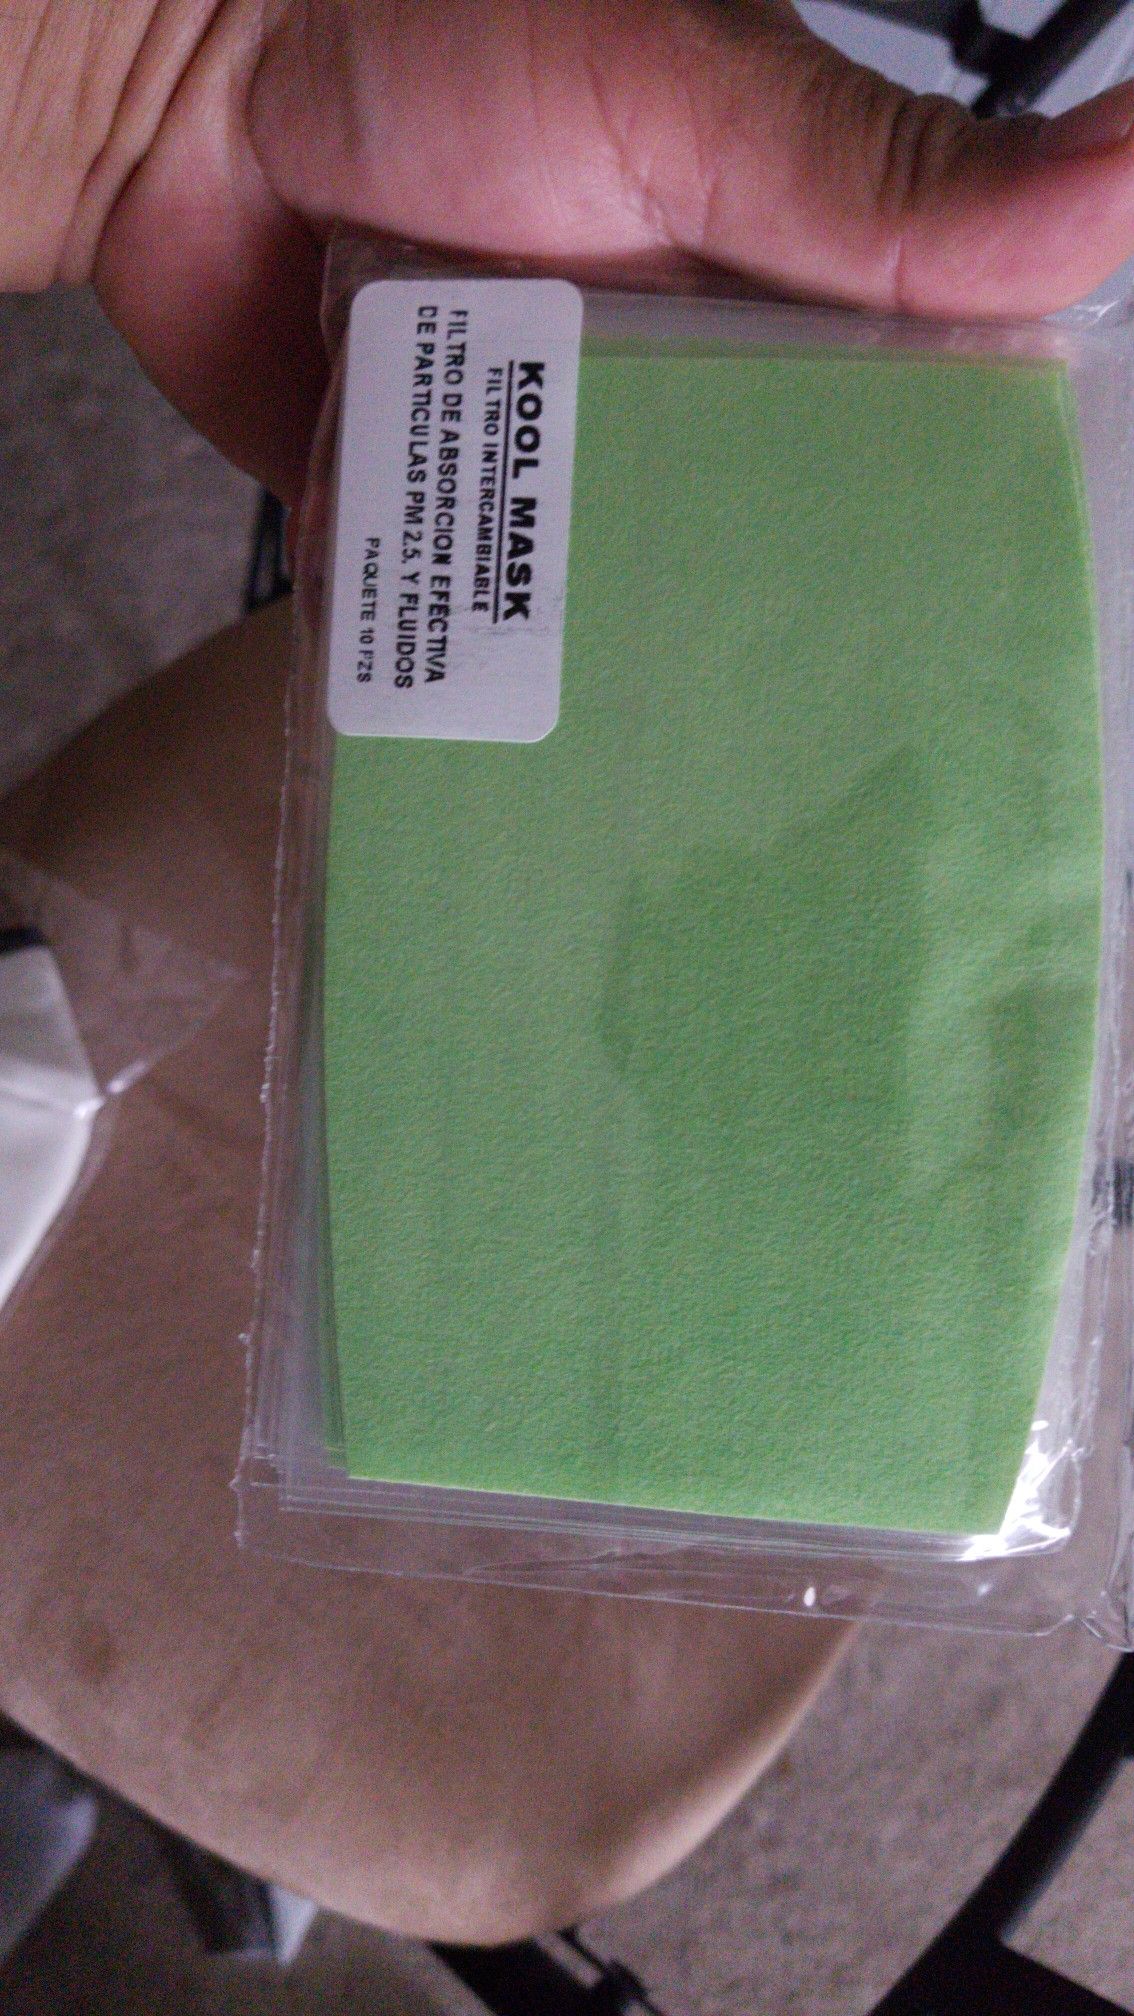 KOOL MASK
FILTRO INTERCAMBIABLE
FILTRO DE ABSORCION EFECTIVA
DE PARTICULAS PM 2.5. Y FLUIDOS
PAQUETE 10 PZS